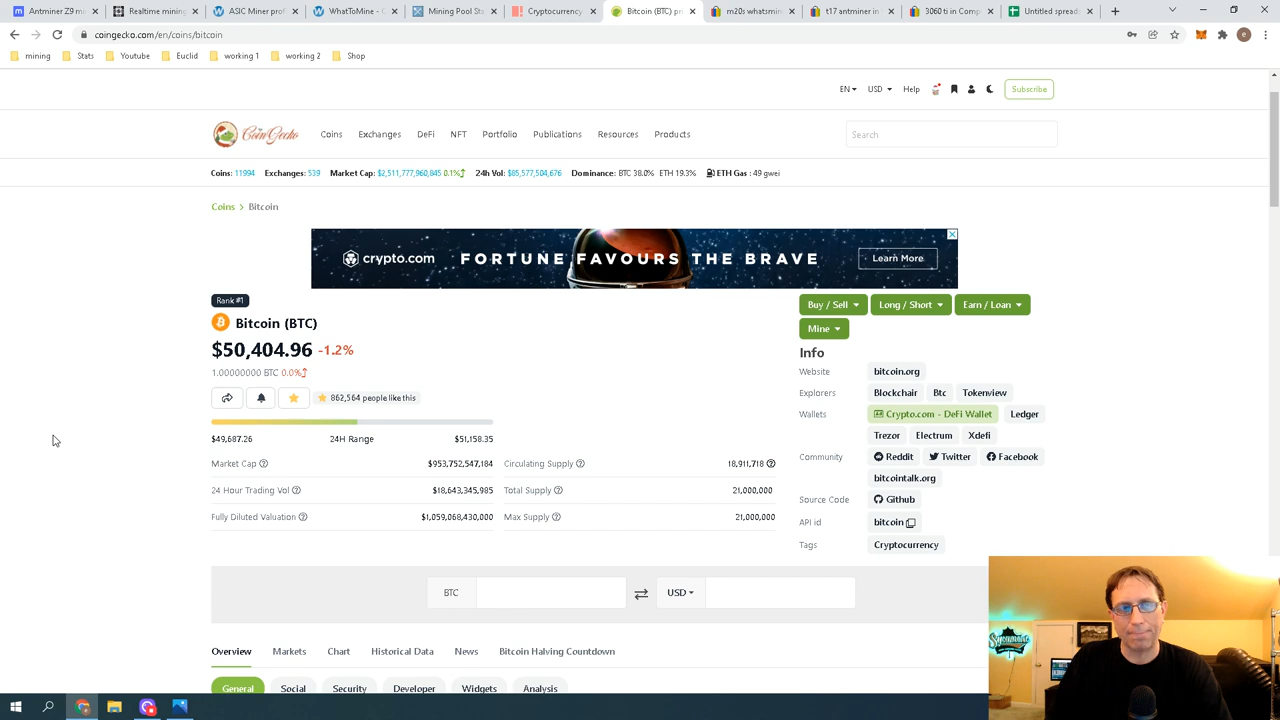 Antminer Z9 mi
Realtime mining
ASIC Miner prof
WhatToMine - C
Mining Pool Sta
Cryptocurrency
Bitcoin (BTC) pri
m20s whatsmin
t17 antminer in
3060 ti in Comp
Untitled spread
coingecko.com/en/coins/bitcoin
e
mining
Stats
Youtube
Euclid
working 1
working 2
Shop
EN
USD
Help
Subscribe
CoinGecko
Coins
Exchanges
DeFi
NFT
Portfolio
Publications
Resources
Products
Search
Coins: 11994 Exchanges: 539 Market Cap: $2,511,777,960,845 0.1% 24h Vol: $85,577,504,676 Dominance: BTC 38.0% ETH 19.3% ETH Gas : 49 gwei
Coins > Bitcoin
crypto.com FORTUNE FAVOURS THE BRAVE Learn More
Rank #1
Bitcoin (BTC)
$50,404.96 -1.2%
1.00000000 BTC 0.0%
862,564 people like this
$49,687.26 24H Range $51,158.35
Market Cap $953,752,547,184
Circulating Supply 18,911,718
24 Hour Trading Vol $18,643,345,985
Total Supply 21,000,000
Fully Diluted Valuation $1,059,068,430,000
Max Supply 21,000,000
Buy / Sell
Long / Short
Earn / Loan
Mine
Info
Website bitcoin.org
Explorers Blockchair Btc Tokenview
Wallets Crypto.com - DeFi Wallet Ledger
Trezor Electrum Xdefi
Community Reddit Twitter Facebook
bitcointalk.org
Source Code Github
API id bitcoin
Tags Cryptocurrency
BTC
USD
Overview
Markets
Chart
Historical Data
News
Bitcoin Halving Countdown
General
Social
Security
Developer
Widgets
Analysis